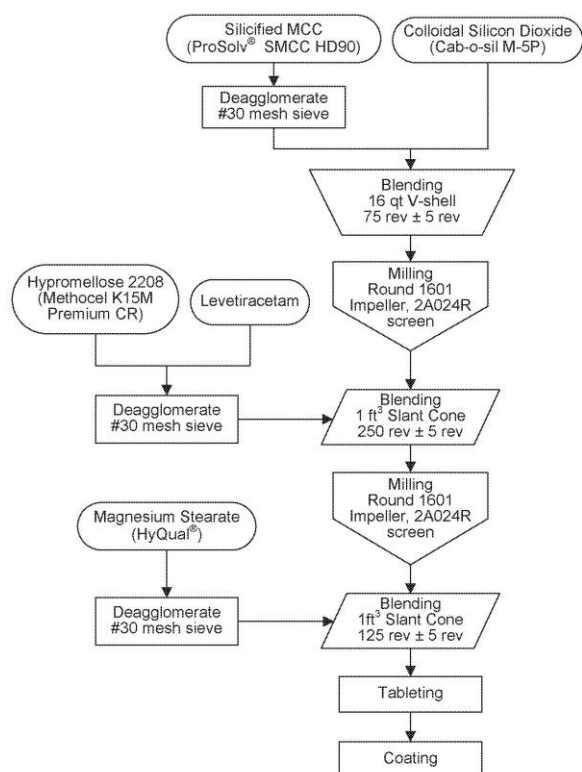 Silicified MCC
(ProSolv® SMCC HD90)
Colloidal Silicon Dioxide
(Cab-o-sil M-5P)
Deagglomerate
#30 mesh sieve
Blending
16 qt V-shell
75 rev ± 5 rev
Milling
Round 1601
Impeller, 2A024R
screen
Hypromellose 2208
(Methocel K15M
Premium CR)
Levetiracetam
Deagglomerate
#30 mesh sieve
Blending
1 ft³ Slant Cone
250 rev ± 5 rev
Milling
Round 1601
Impeller, 2A024R
screen
Magnesium Stearate
(HyQual®)
Deagglomerate
#30 mesh sieve
Blending
1ft³ Slant Cone
125 rev ± 5 rev
Tableting
Coating